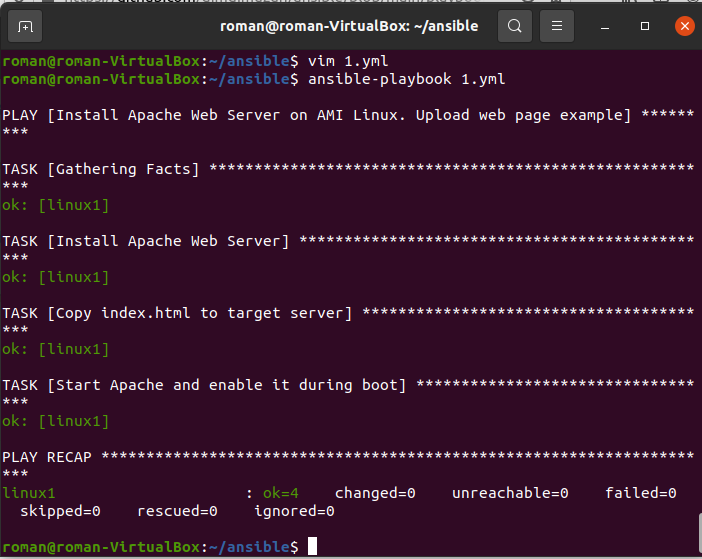 roman@roman-VirtualBox: ~/ansible
roman@roman-VirtualBox:~/ansible$ vim 1.yml
roman@roman-VirtualBox:~/ansible$ ansible-playbook 1.yml
PLAY [Install Apache Web Server on AMI Linux. Upload web page example] ******
***
TASK [Gathering Facts] ******************************************************
***
ok: [linux1]
TASK [Install Apache Web Server] ********************************************
***
ok: [linux1]
TASK [Copy index.html to target server] *************************************
***
ok: [linux1]
TASK [Start Apache and enable it during boot] *******************************
***
ok: [linux1]
PLAY RECAP ******************************************************************
***
linux1                     : ok=4    changed=0    unreachable=0    failed=0
  skipped=0    rescued=0    ignored=0
roman@roman-VirtualBox:~/ansible$